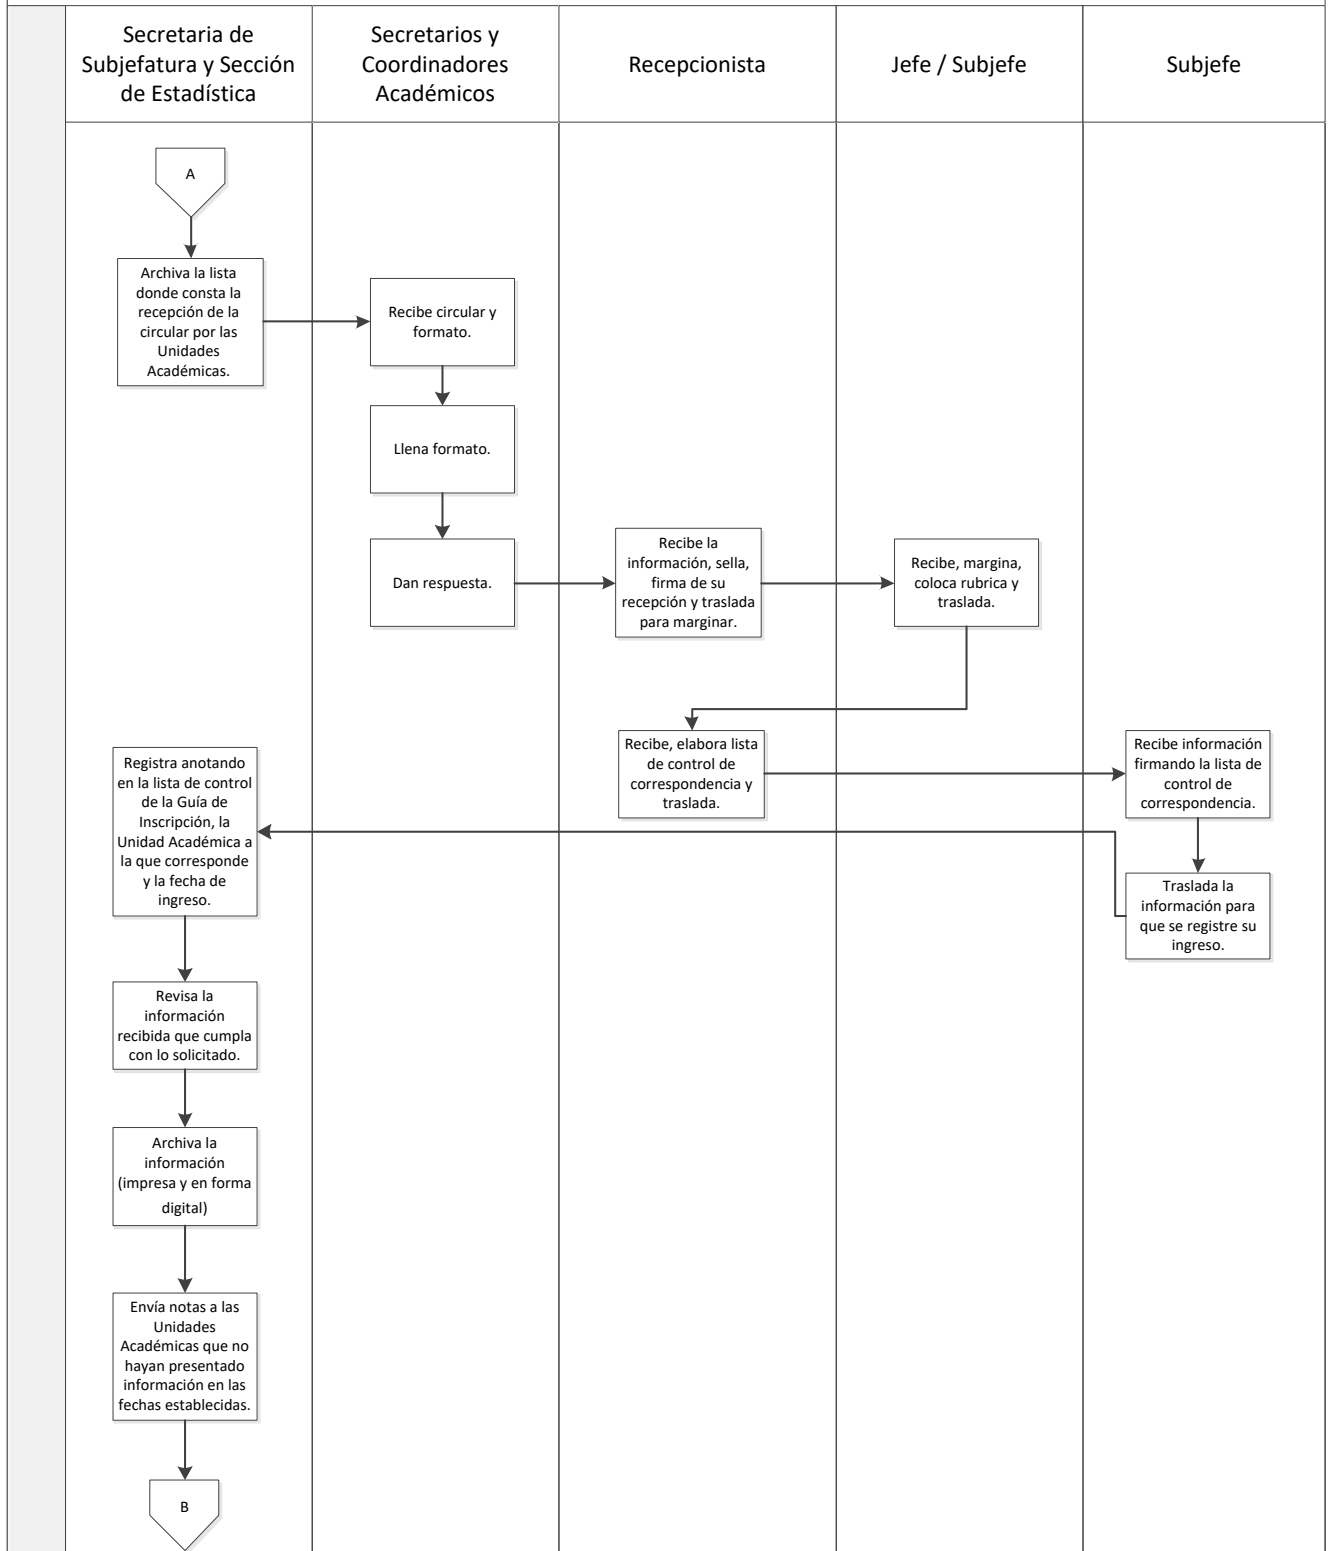 Secretaria de
Subjefatura y Sección
de Estadística
Secretarios y
Coordinadores
Académicos
Recepcionista
Jefe / Subjefe
Subjefe
A
Archiva la lista
donde consta la
recepción de la
circular por las
Unidades
Académicas.
Recibe circular y
formato.
Llena formato.
Dan respuesta.
Recibe la
información, sella,
firma de su
recepción y traslada
para marginar.
Recibe, margina,
coloca rubrica y
traslada.
Recibe, elabora lista
de control de
correspondencia y
traslada.
Recibe información
firmando la lista de
control de
correspondencia.
Traslada la
información para
que se registre su
ingreso.
Registra anotando
en la lista de control
de la Guía de
Inscripción, la
Unidad Académica a
la que corresponde
y la fecha de
ingreso.
Revisa la
información
recibida que cumpla
con lo solicitado.
Archiva la
información
(impresa y en forma
digital)
Envía notas a las
Unidades
Académicas que no
hayan presentado
información en las
fechas establecidas.
B